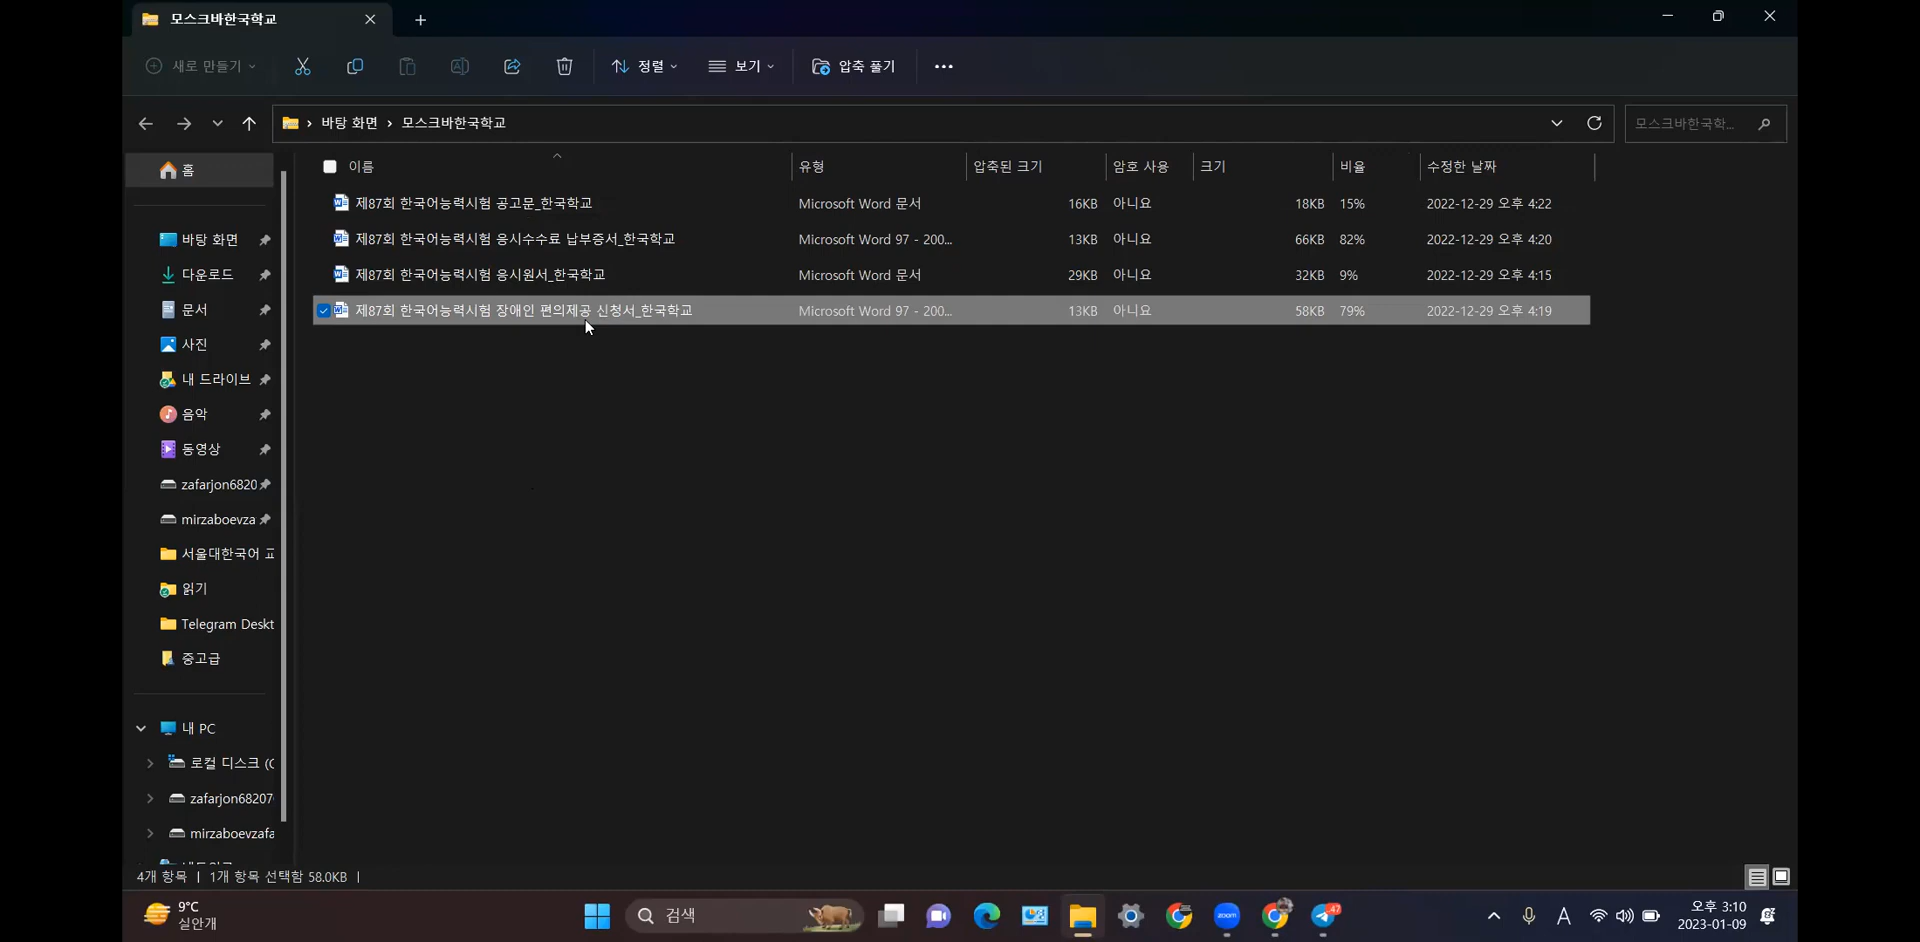 모스크바한국학교
새로 만들기
정렬
보기
압축 풀기
바탕 화면 › 모스크바한국학교
모스크바한국학...
홈
이름 유형 압축된 크기 암호 사용 크기 비율 수정한 날짜
제87회 한국어능력시험 공고문_한국학교 Microsoft Word 문서 16KB 아니요 18KB 15% 2022-12-29 오후 4:22
제87회 한국어능력시험 응시수수료 납부증서_한국학교 Microsoft Word 97 - 200... 13KB 아니요 66KB 82% 2022-12-29 오후 4:20
제87회 한국어능력시험 응시원서_한국학교 Microsoft Word 문서 29KB 아니요 32KB 9% 2022-12-29 오후 4:15
제87회 한국어능력시험 장애인 편의제공 신청서_한국학교 Microsoft Word 97 - 200... 13KB 아니요 58KB 79% 2022-12-29 오후 4:19
바탕 화면
다운로드
문서
사진
내 드라이브
음악
동영상
zafarjon6820
mirzaboevza
서울대한국어 교
읽기
Telegram Deskt
중고급
내 PC
로컬 디스크 (C
zafarjon68207
mirzaboevzafa
4개 항목 | 1개 항목 선택함 58.0KB |
9°C
실안개
검색
zoom
47
A
오후 3:10
2023-01-09